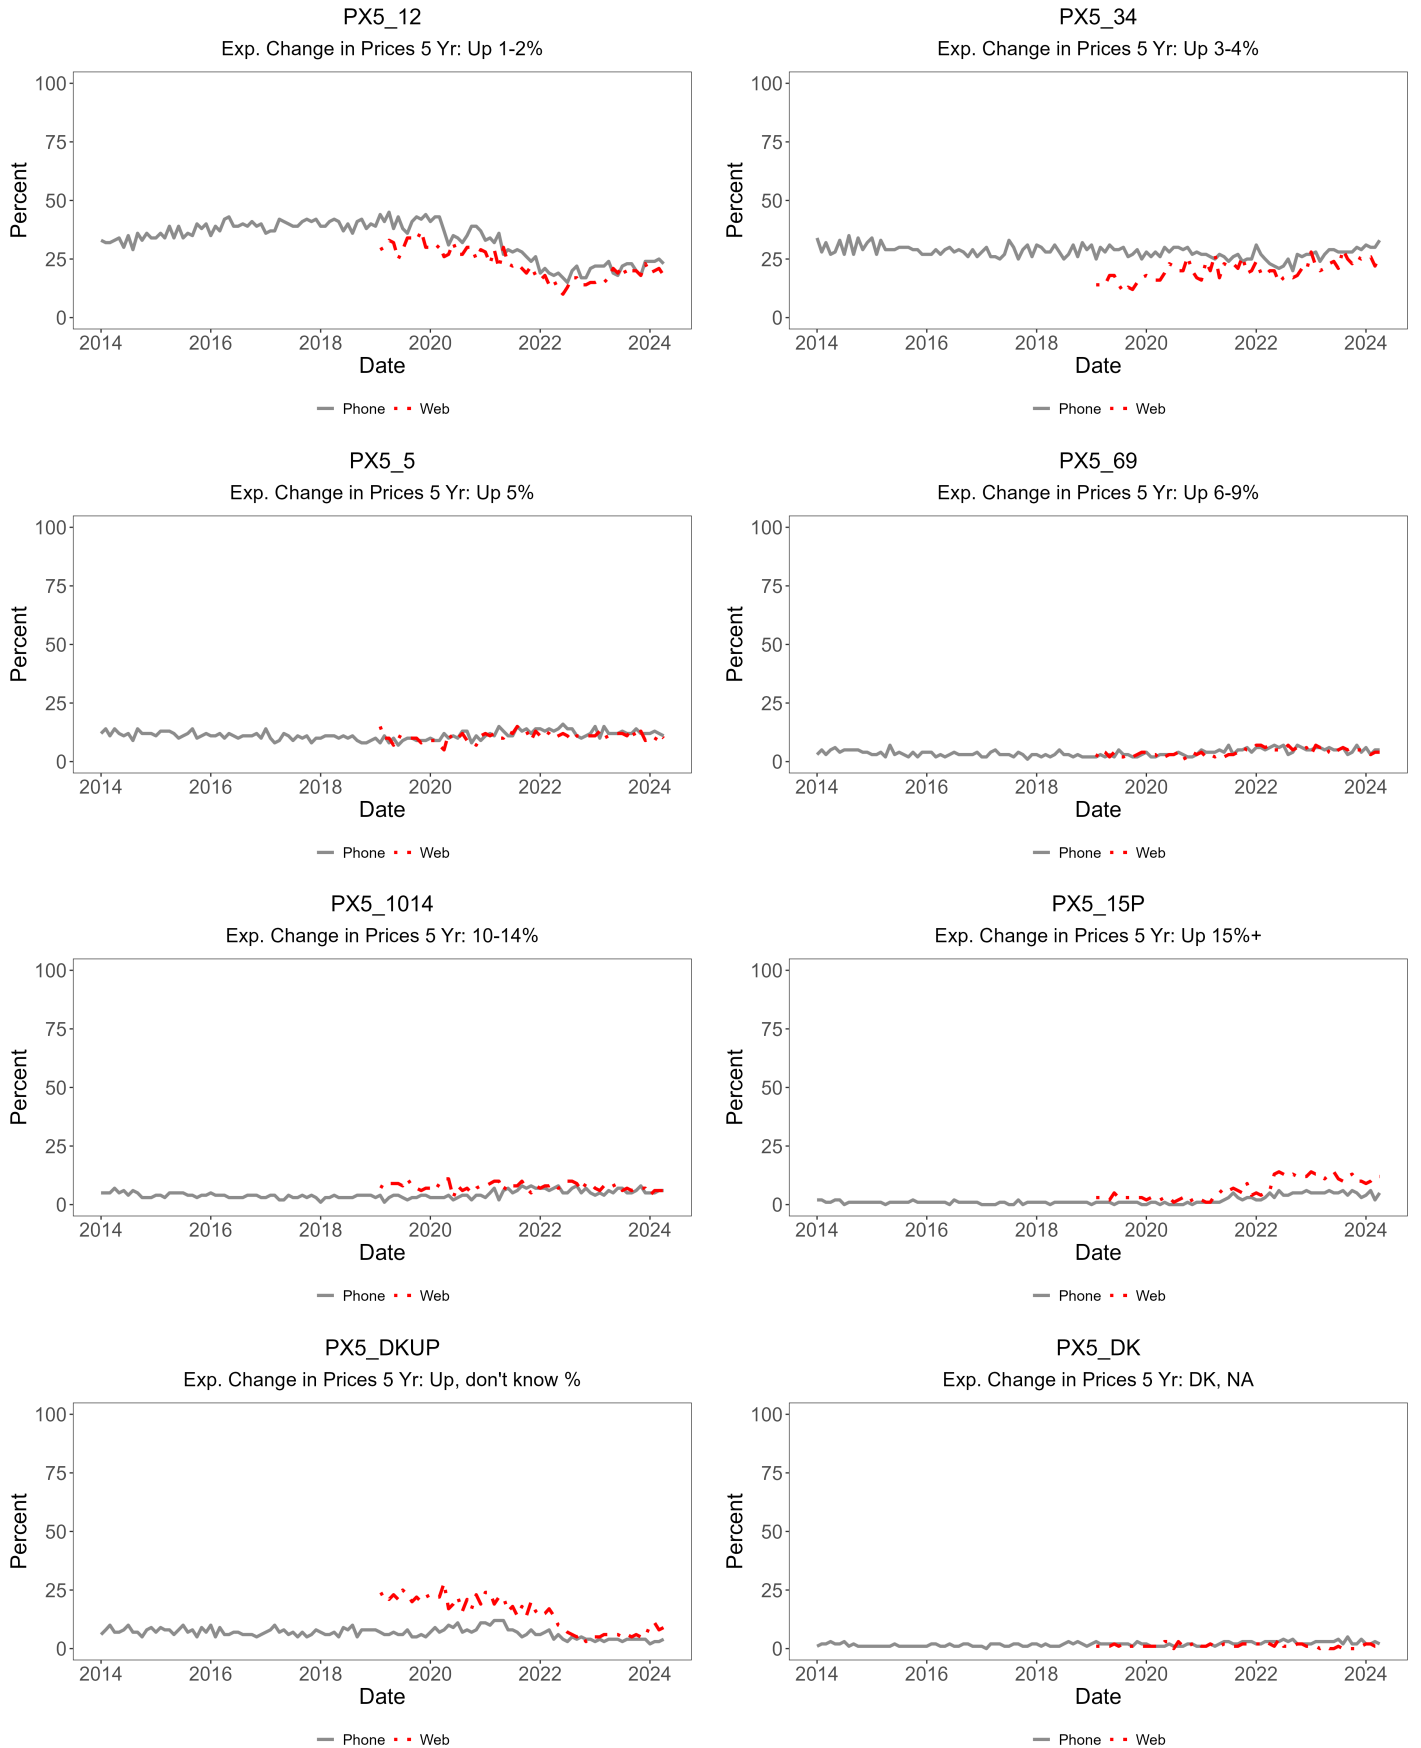 PX5_12
Exp. Change in Prices 5 Yr: Up 1-2%
100
75
50
25
0
Percent
2014 2016 2018 2020 2022 2024
Date
Phone Web
PX5_34
Exp. Change in Prices 5 Yr: Up 3-4%
100
75
50
25
0
Percent
2014 2016 2018 2020 2022 2024
Date
Phone Web
PX5_5
Exp. Change in Prices 5 Yr: Up 5%
100
75
50
25
0
Percent
2014 2016 2018 2020 2022 2024
Date
Phone Web
PX5_69
Exp. Change in Prices 5 Yr: Up 6-9%
100
75
50
25
0
Percent
2014 2016 2018 2020 2022 2024
Date
Phone Web
PX5_1014
Exp. Change in Prices 5 Yr: 10-14%
100
75
50
25
0
Percent
2014 2016 2018 2020 2022 2024
Date
Phone Web
PX5_15P
Exp. Change in Prices 5 Yr: Up 15%+
100
75
50
25
0
Percent
2014 2016 2018 2020 2022 2024
Date
Phone Web
PX5_DKUP
Exp. Change in Prices 5 Yr: Up, don't know %
100
75
50
25
0
Percent
2014 2016 2018 2020 2022 2024
Date
Phone Web
PX5_DK
Exp. Change in Prices 5 Yr: DK, NA
100
75
50
25
0
Percent
2014 2016 2018 2020 2022 2024
Date
Phone Web